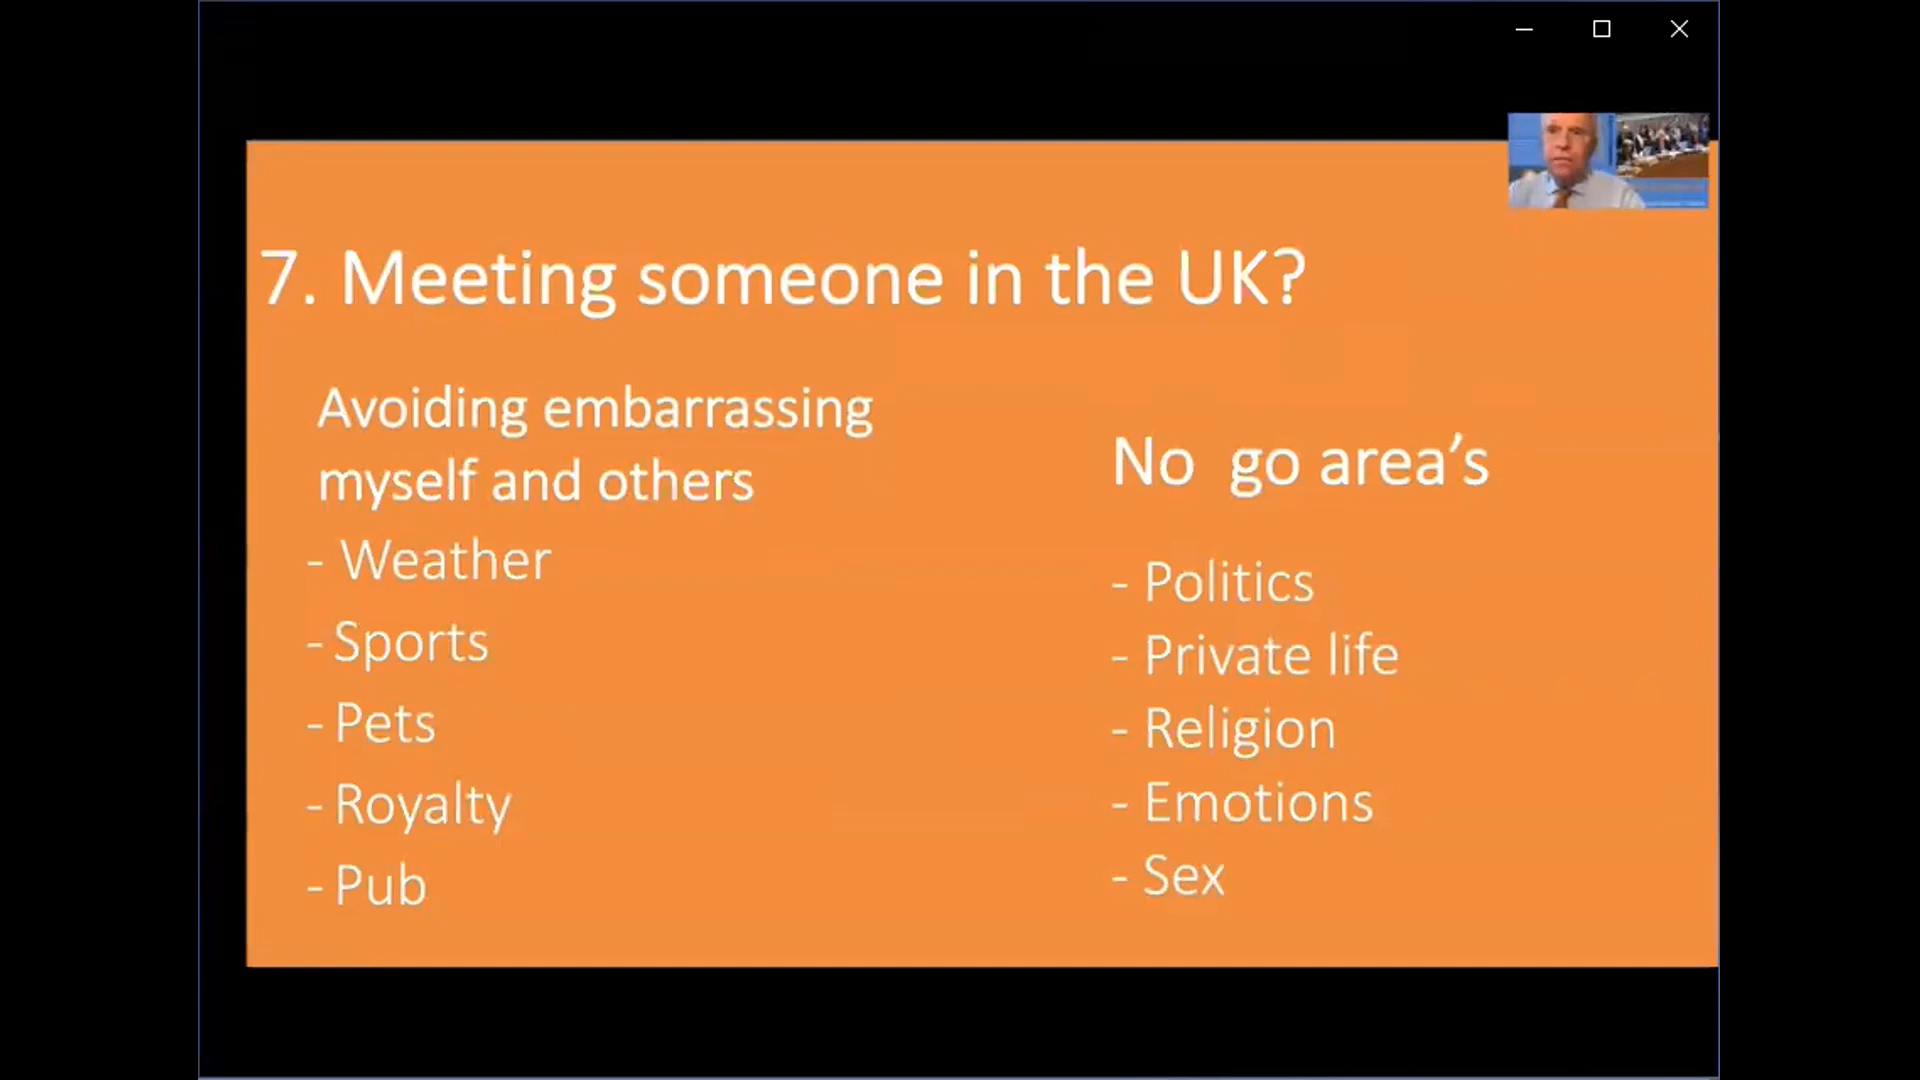 7. Meeting someone in the UK?
Avoiding embarrassing
myself and others
- Weather
- Sports
- Pets
- Royalty
- Pub
No go area’s
- Politics
- Private life
- Religion
- Emotions
- Sex